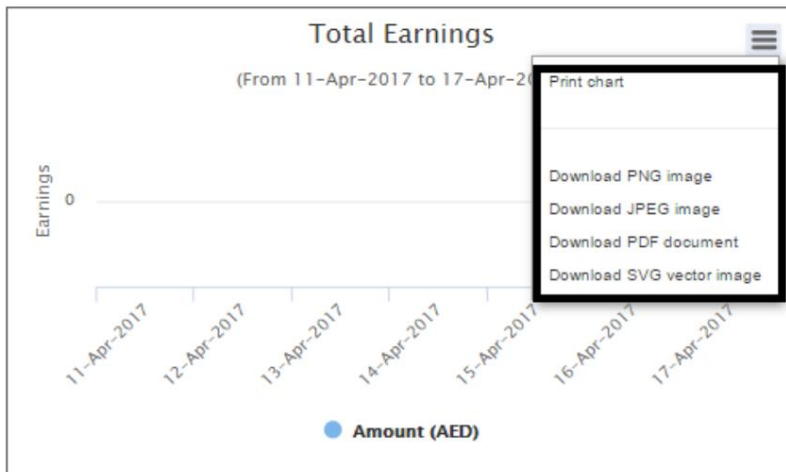 Total Earnings
(From 11-Apr-2017 to 17-Apr-20
Print chart
Download PNG image
Download JPEG image
Download PDF document
Download SVG vector image
Earnings
0
11-Apr-2017
12-Apr-2017
13-Apr-2017
14-Apr-2017
15-Apr-2017
16-Apr-2017
17-Apr-2017
Amount (AED)